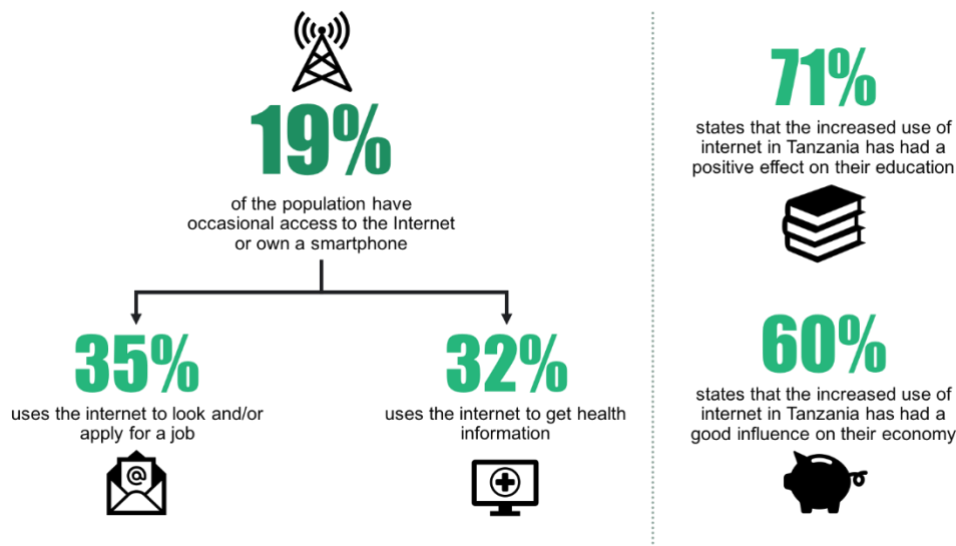 19%
of the population have
occasional access to the Internet
or own a smartphone
35%
uses the internet to look and/or
apply for a job
@
32%
uses the internet to get health
information
71%
states that the increased use of
internet in Tanzania has had a
positive effect on their education
60%
states that the increased use of
internet in Tanzania has had a
good influence on their economy